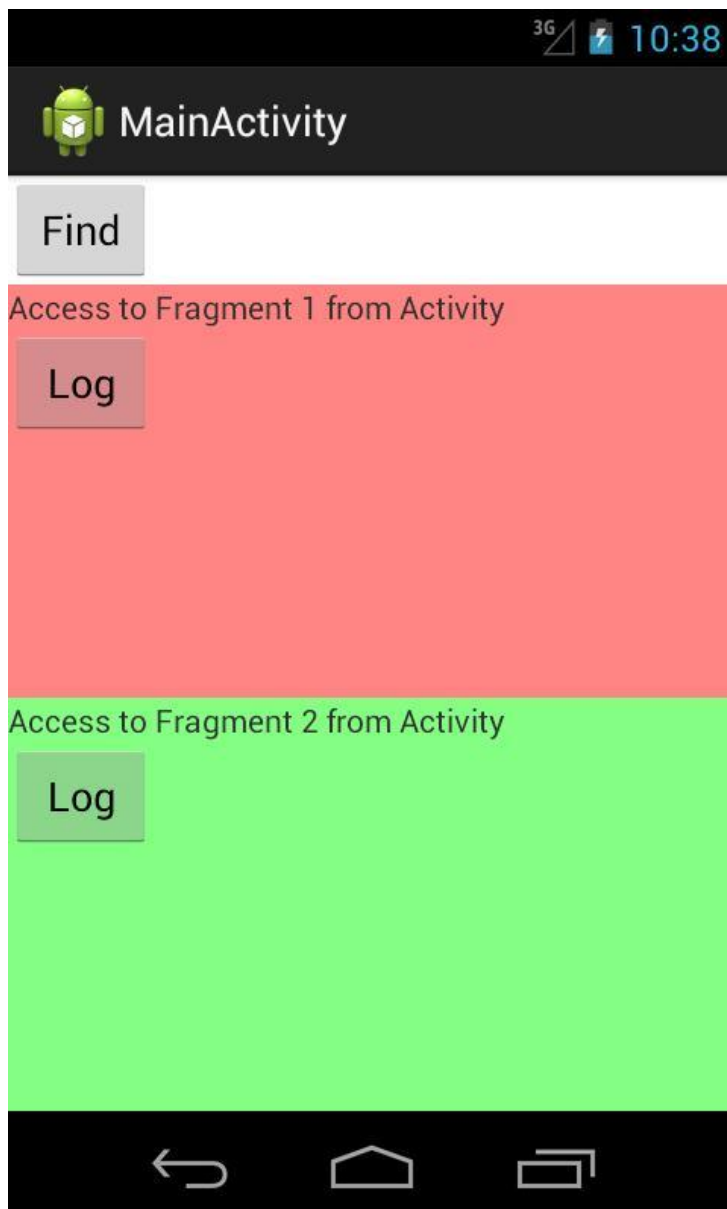 3G 10:38
MainActivity
Find
Access to Fragment 1 from Activity
Log
Access to Fragment 2 from Activity
Log